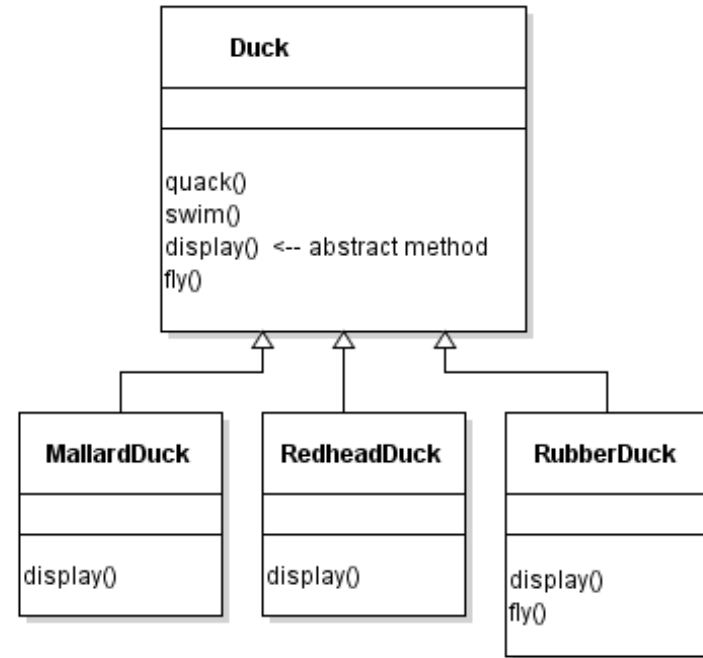 Duck
quack()
swim()
display() <-- abstract method
fly()
MallardDuck
display()
RedheadDuck
display()
RubberDuck
display()
fly()